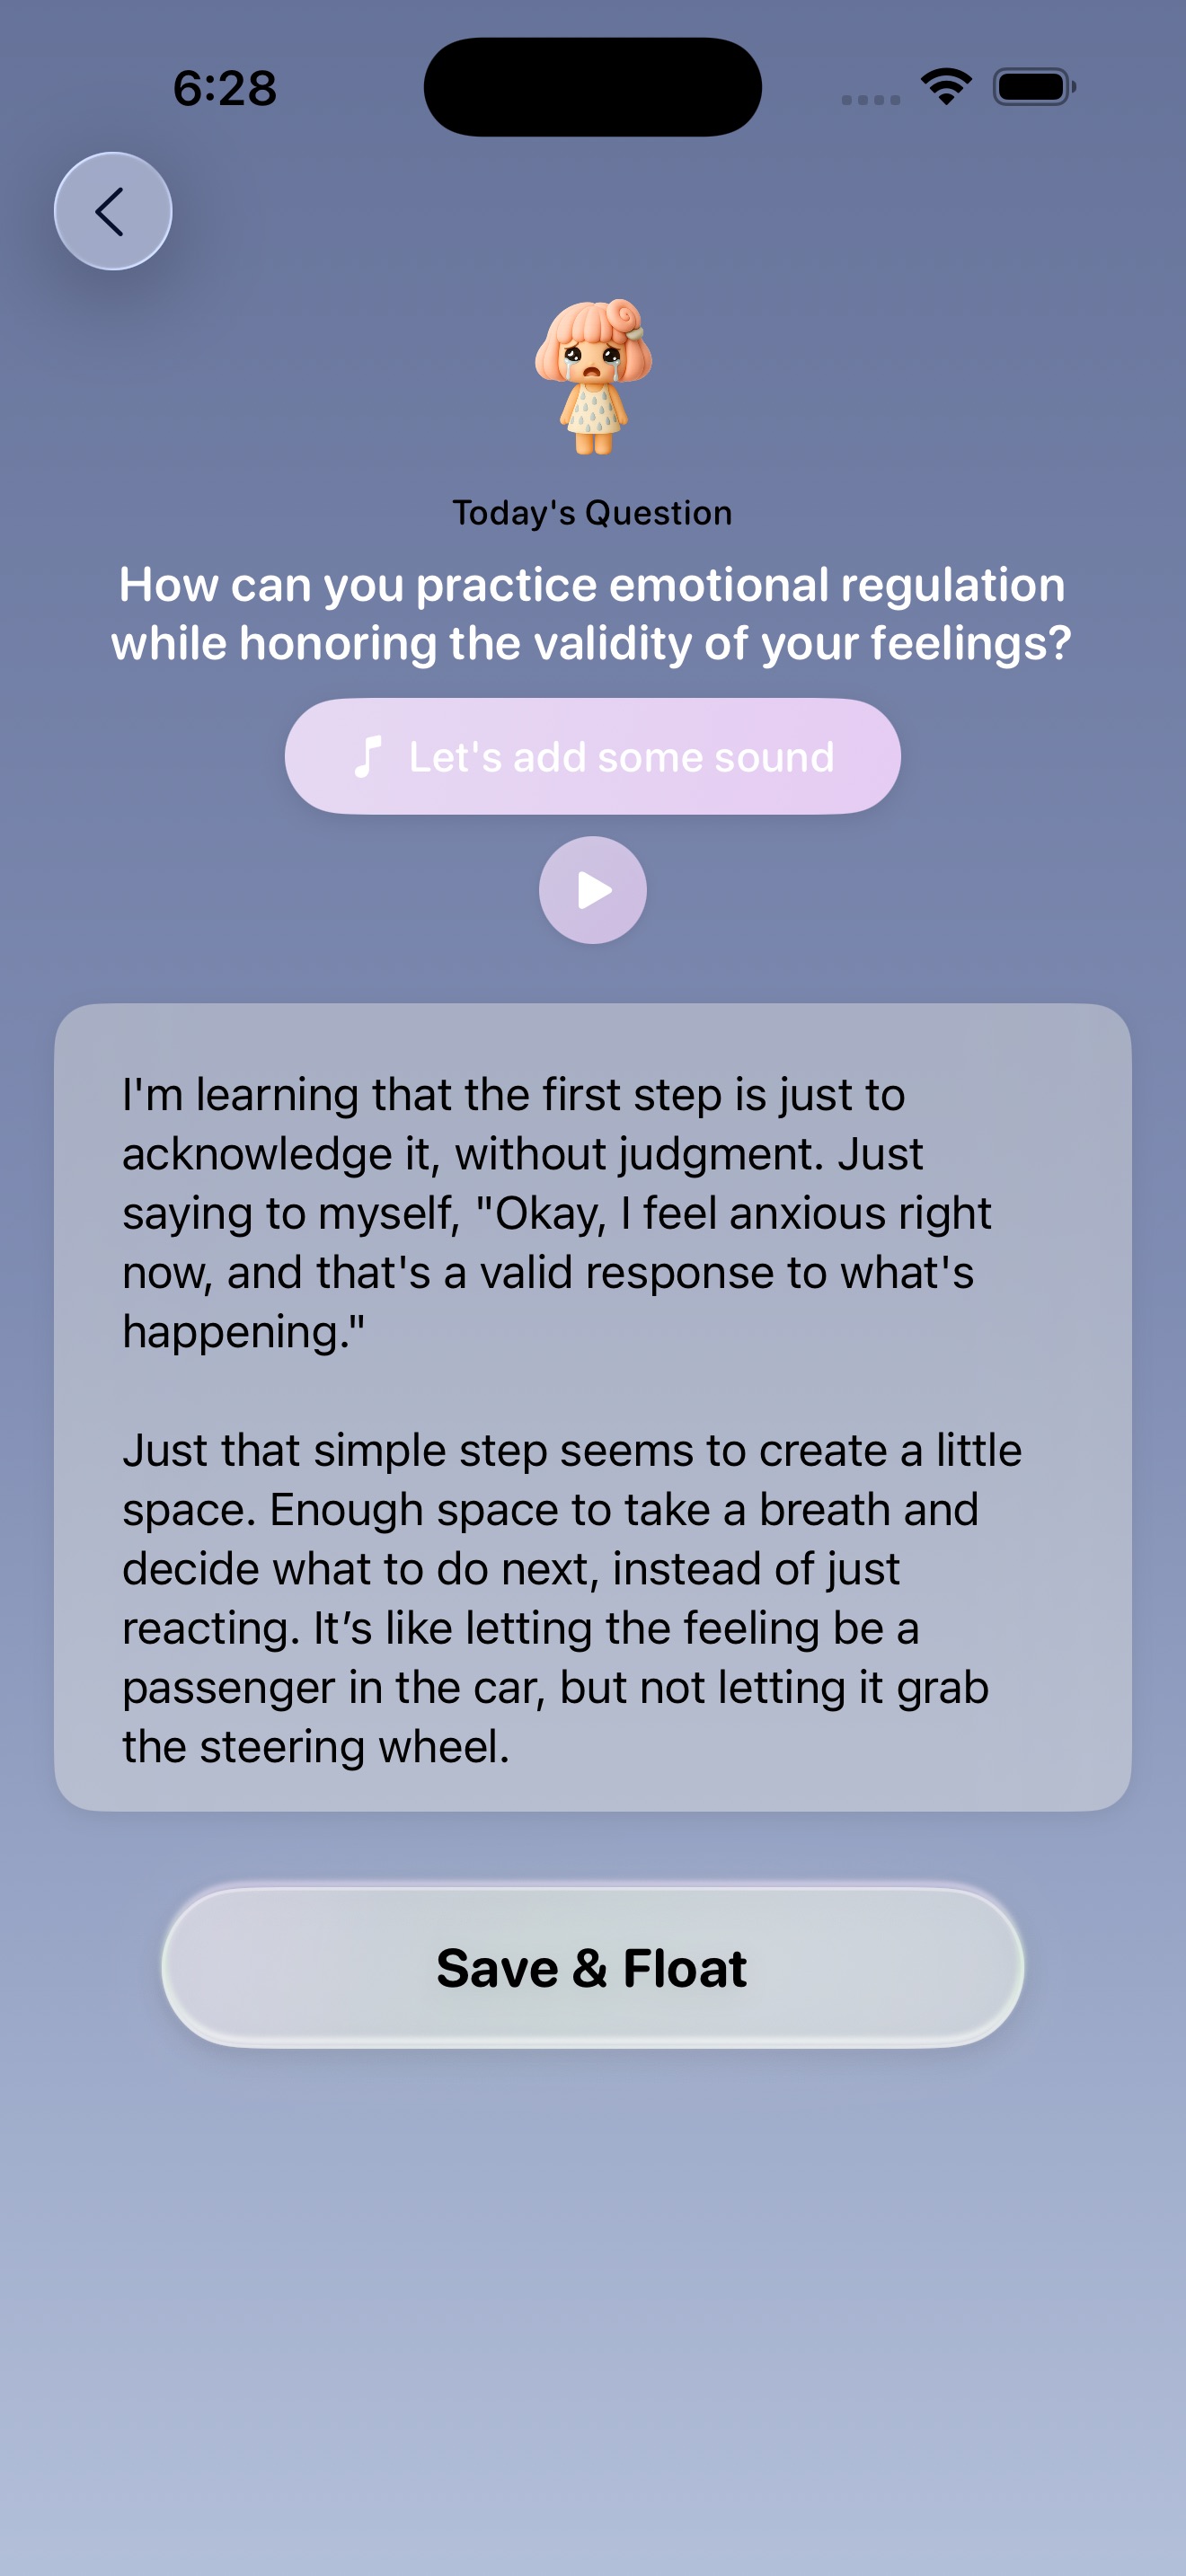 6:28
Today's Question
How can you practice emotional regulation
while honoring the validity of your feelings?
Let's add some sound
I'm learning that the first step is just to
acknowledge it, without judgment. Just
saying to myself, "Okay, I feel anxious right
now, and that's a valid response to what's
happening."
Just that simple step seems to create a little
space. Enough space to take a breath and
decide what to do next, instead of just
reacting. It’s like letting the feeling be a
passenger in the car, but not letting it grab
the steering wheel.
Save & Float